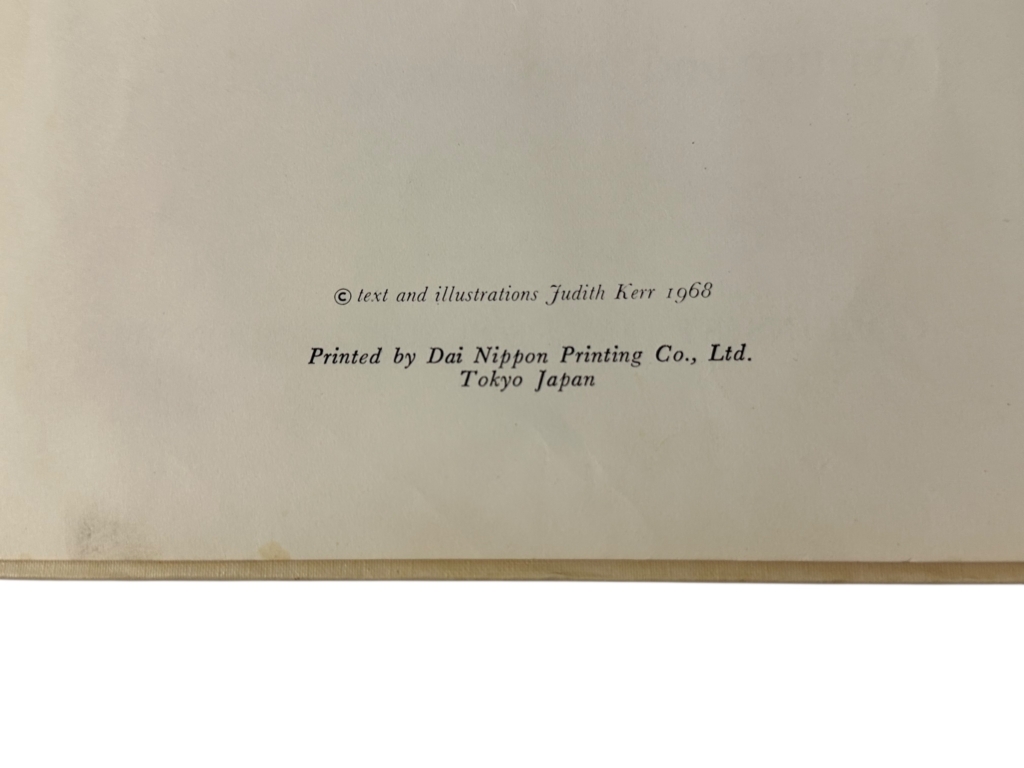 © text and illustrations Judith Kerr 1968
Printed by Dai Nippon Printing Co., Ltd.
Tokyo Japan